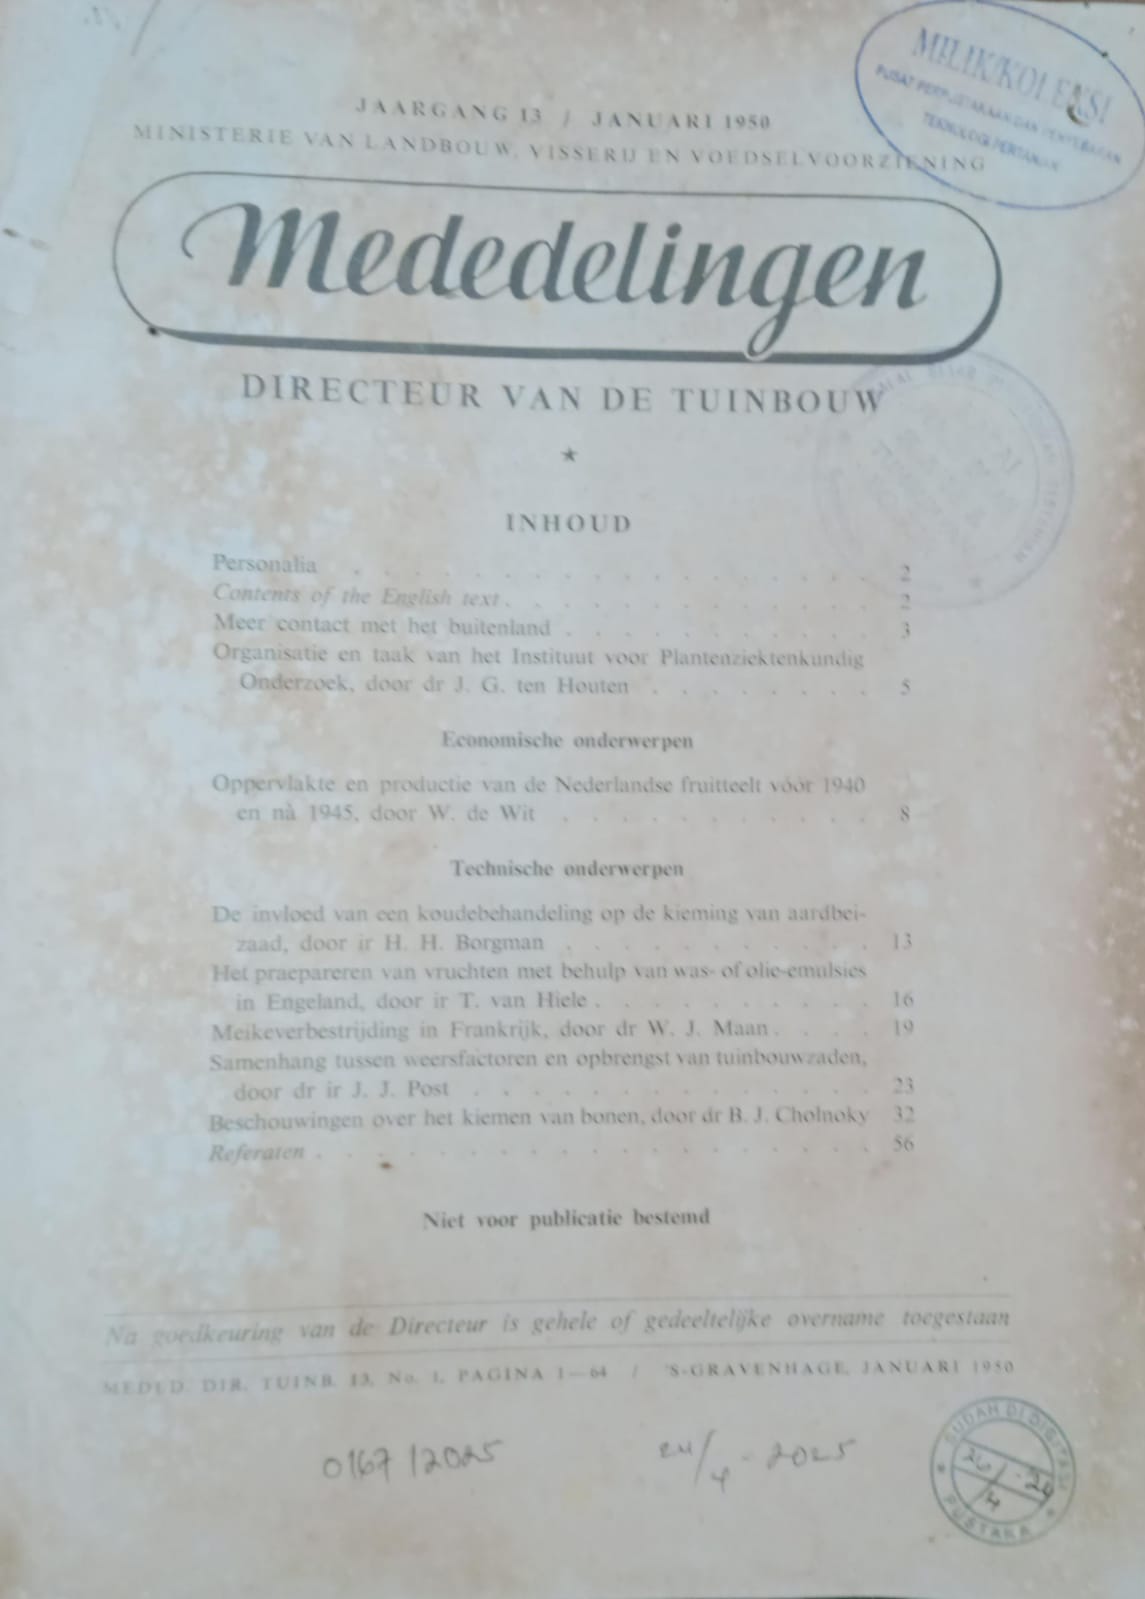 JAARGANG 13 / JANUARI 1950
MINISTERIE VAN LANDBOUW, VISSERIJ EN VOEDSELVOORZIENING
MILIK/KOLEKSI
PUSAT PERPUSTAKAAN DAN PENYEBARAN
TEKNOLOGI PERTANIAN
Mededelingen
DIRECTEUR VAN DE TUINBOUW
INHOUD
Personalia . . . . . . . . . . 2
Contents of the English text . . . . . . . . . . 2
Meer contact met het buitenland . . . . . . . . . . 3
Organisatie en taak van het Instituut voor Plantenziektenkundig
Onderzoek, door dr J. G. ten Houten . . . . . . . . 5
Economische onderwerpen
Oppervlakte en productie van de Nederlandse fruitteelt vóór 1940
en nà 1945, door W. de Wit . . . . . . . . . . 8
Technische onderwerpen
De invloed van een koudebehandeling op de kieming van aardbei-
zaad, door ir H. H. Borgman . . . . . . . . . . 13
Het praepareren van vruchten met behulp van was- of olie-emulsies
in Engeland, door ir T. van Hiele . . . . . . . . . . 16
Meikeverbestrijding in Frankrijk, door dr W. J. Maan . . . . 19
Samenhang tussen weersfactoren en opbrengst van tuinbouwzaden,
door dr ir J. J. Post . . . . . . . . . . 23
Beschouwingen over het kiemen van bonen, door dr B. J. Cholnoky 32
Referaten . . . . . . . . . . 56
Niet voor publicatie bestemd
Na goedkeuring van de Directeur is gehele of gedeeltelijke overname toegestaan
MEDED. DIR. TUINB. 13, No. 1, PAGINA 1—64 / 'S-GRAVENHAGE, JANUARI 1950
0167/2025
24/4 - 2025
SUDAH DI DIGITASI
PUSTAKA